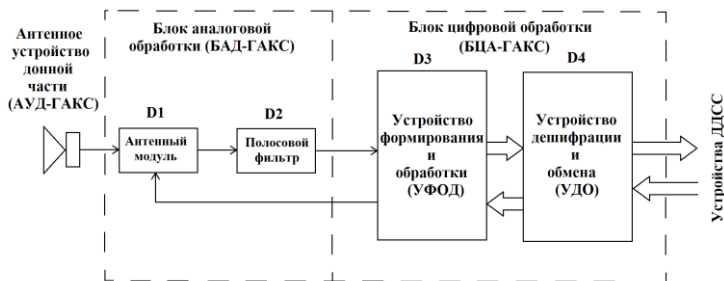 Антенное
устройство
донной
части
(АУД-ГАКС)
Блок аналоговой
обработки (БАД-ГАКС)
Блок цифровой обработки
(БЦА-ГАКС)
D1
Антенный
модуль
D2
Полосовой
фильтр
D3
Устройство
формирования
и
обработки
(УФОД)
D4
Устройство
дешифрации
и
обмена
(УДО)
Устройства ДДСС